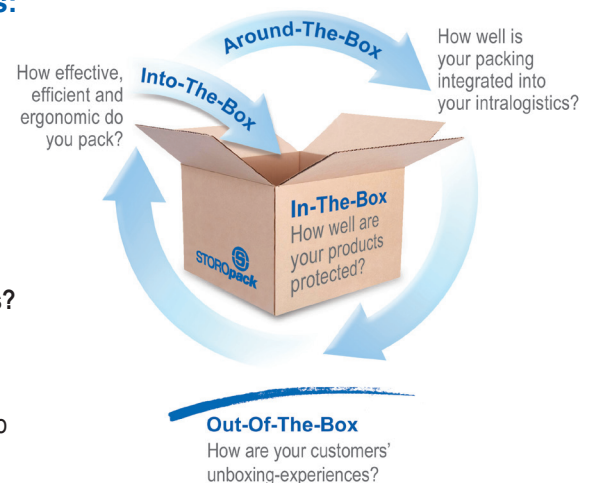 s:
Around-The-Box
How well is
your packing
integrated into
your intralogistics?
How effective,
efficient and
ergonomic do
you pack?
Into-The-Box
In-The-Box
How well are
your products
protected?
STOROpack
s?
Out-Of-The-Box
How are your customers’
unboxing-experiences?